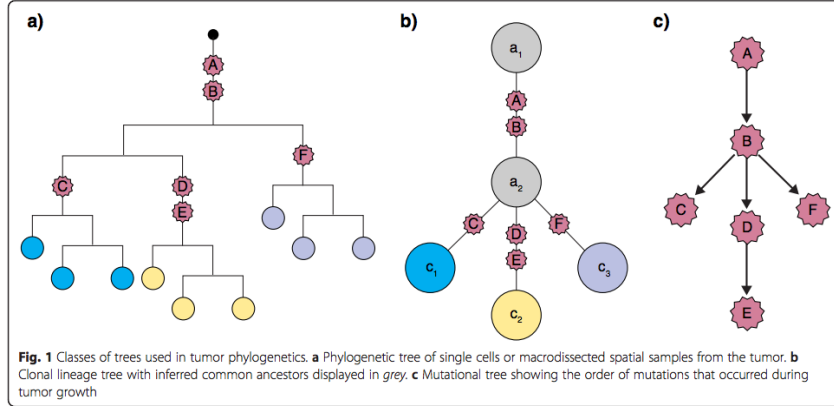 a)
b)
c)
A
B
C
D
E
F
a₁
A
B
a₂
C
D
E
F
c₁
c₂
c₃
A
B
C
D
F
E
Fig. 1 Classes of trees used in tumor phylogenetics. a Phylogenetic tree of single cells or macrodissected spatial samples from the tumor. b
Clonal lineage tree with inferred common ancestors displayed in grey. c Mutational tree showing the order of mutations that occurred during
tumor growth